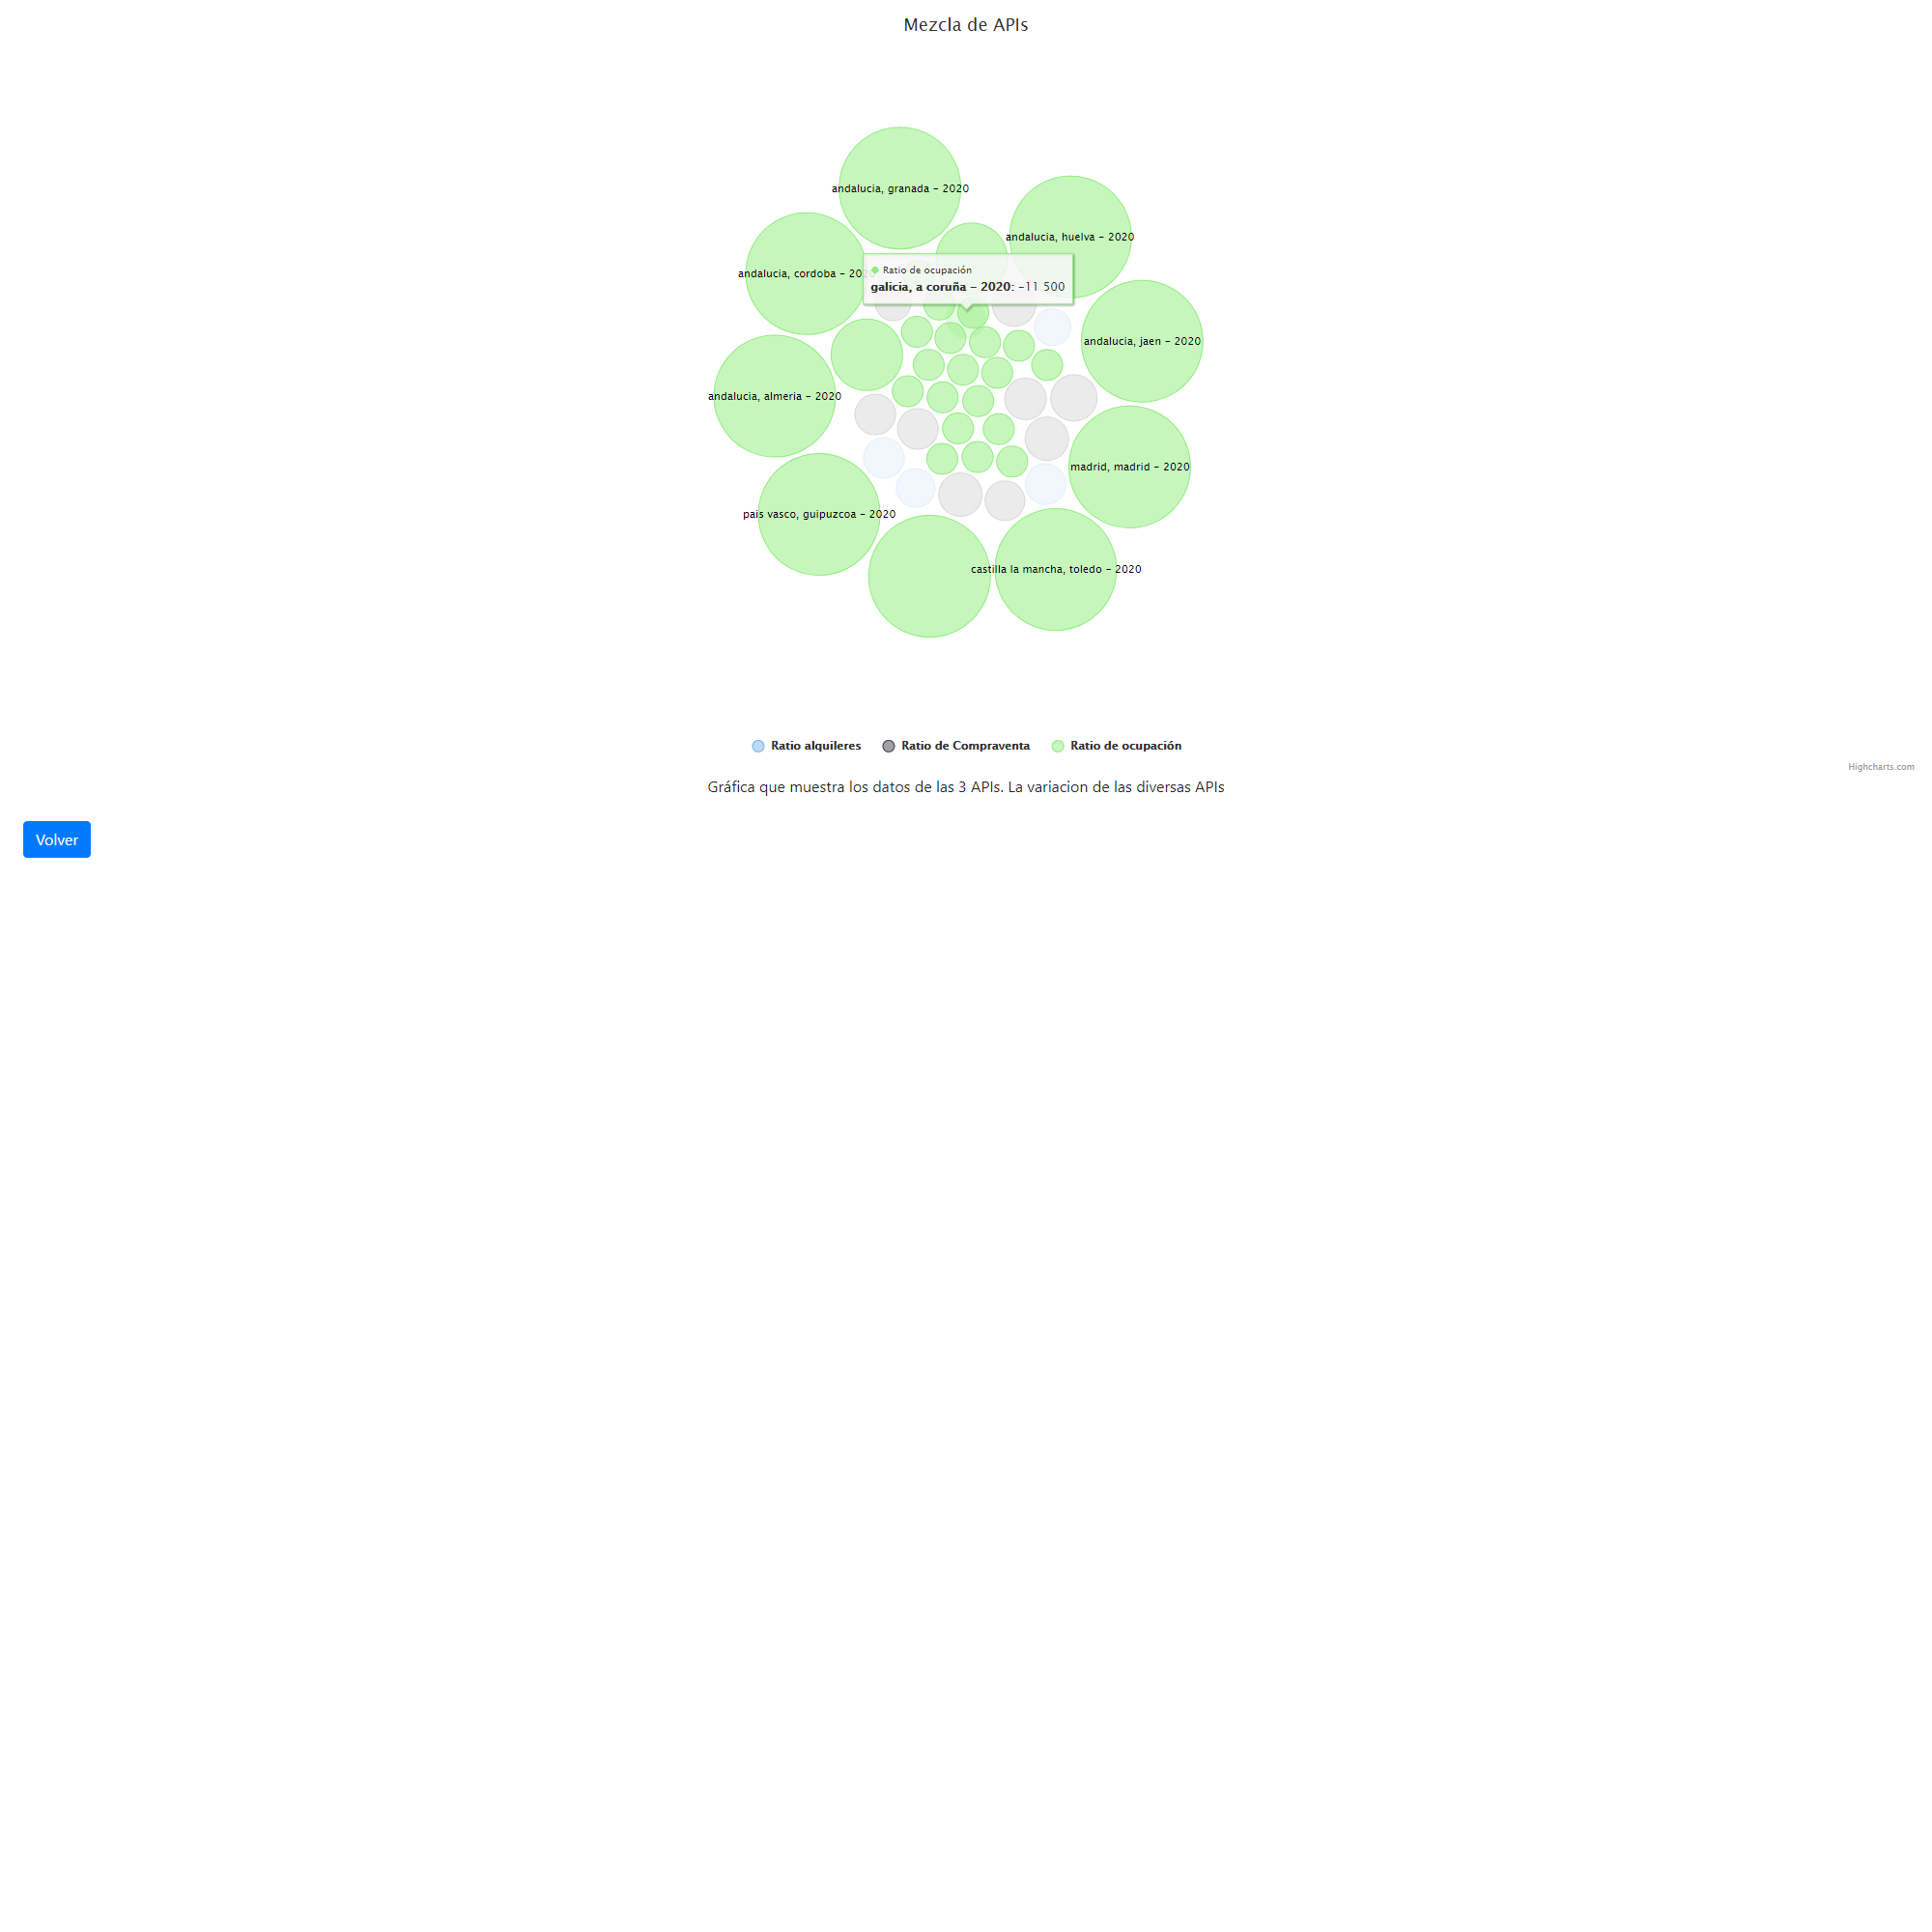 Mezcla de APIs
andalucia, granada - 2020
andalucia, huelva - 2020
andalucia, cordoba - 2020
Ratio de ocupación
galicia, a coruña - 2020: -11 500
andalucia, jaen - 2020
andalucia, almeria - 2020
madrid, madrid - 2020
pais vasco, guipuzcoa - 2020
castilla la mancha, toledo - 2020
Ratio alquileres
Ratio de Compraventa
Ratio de ocupación
Highcharts.com
Gráfica que muestra los datos de las 3 APIs. La variacion de las diversas APIs
Volver